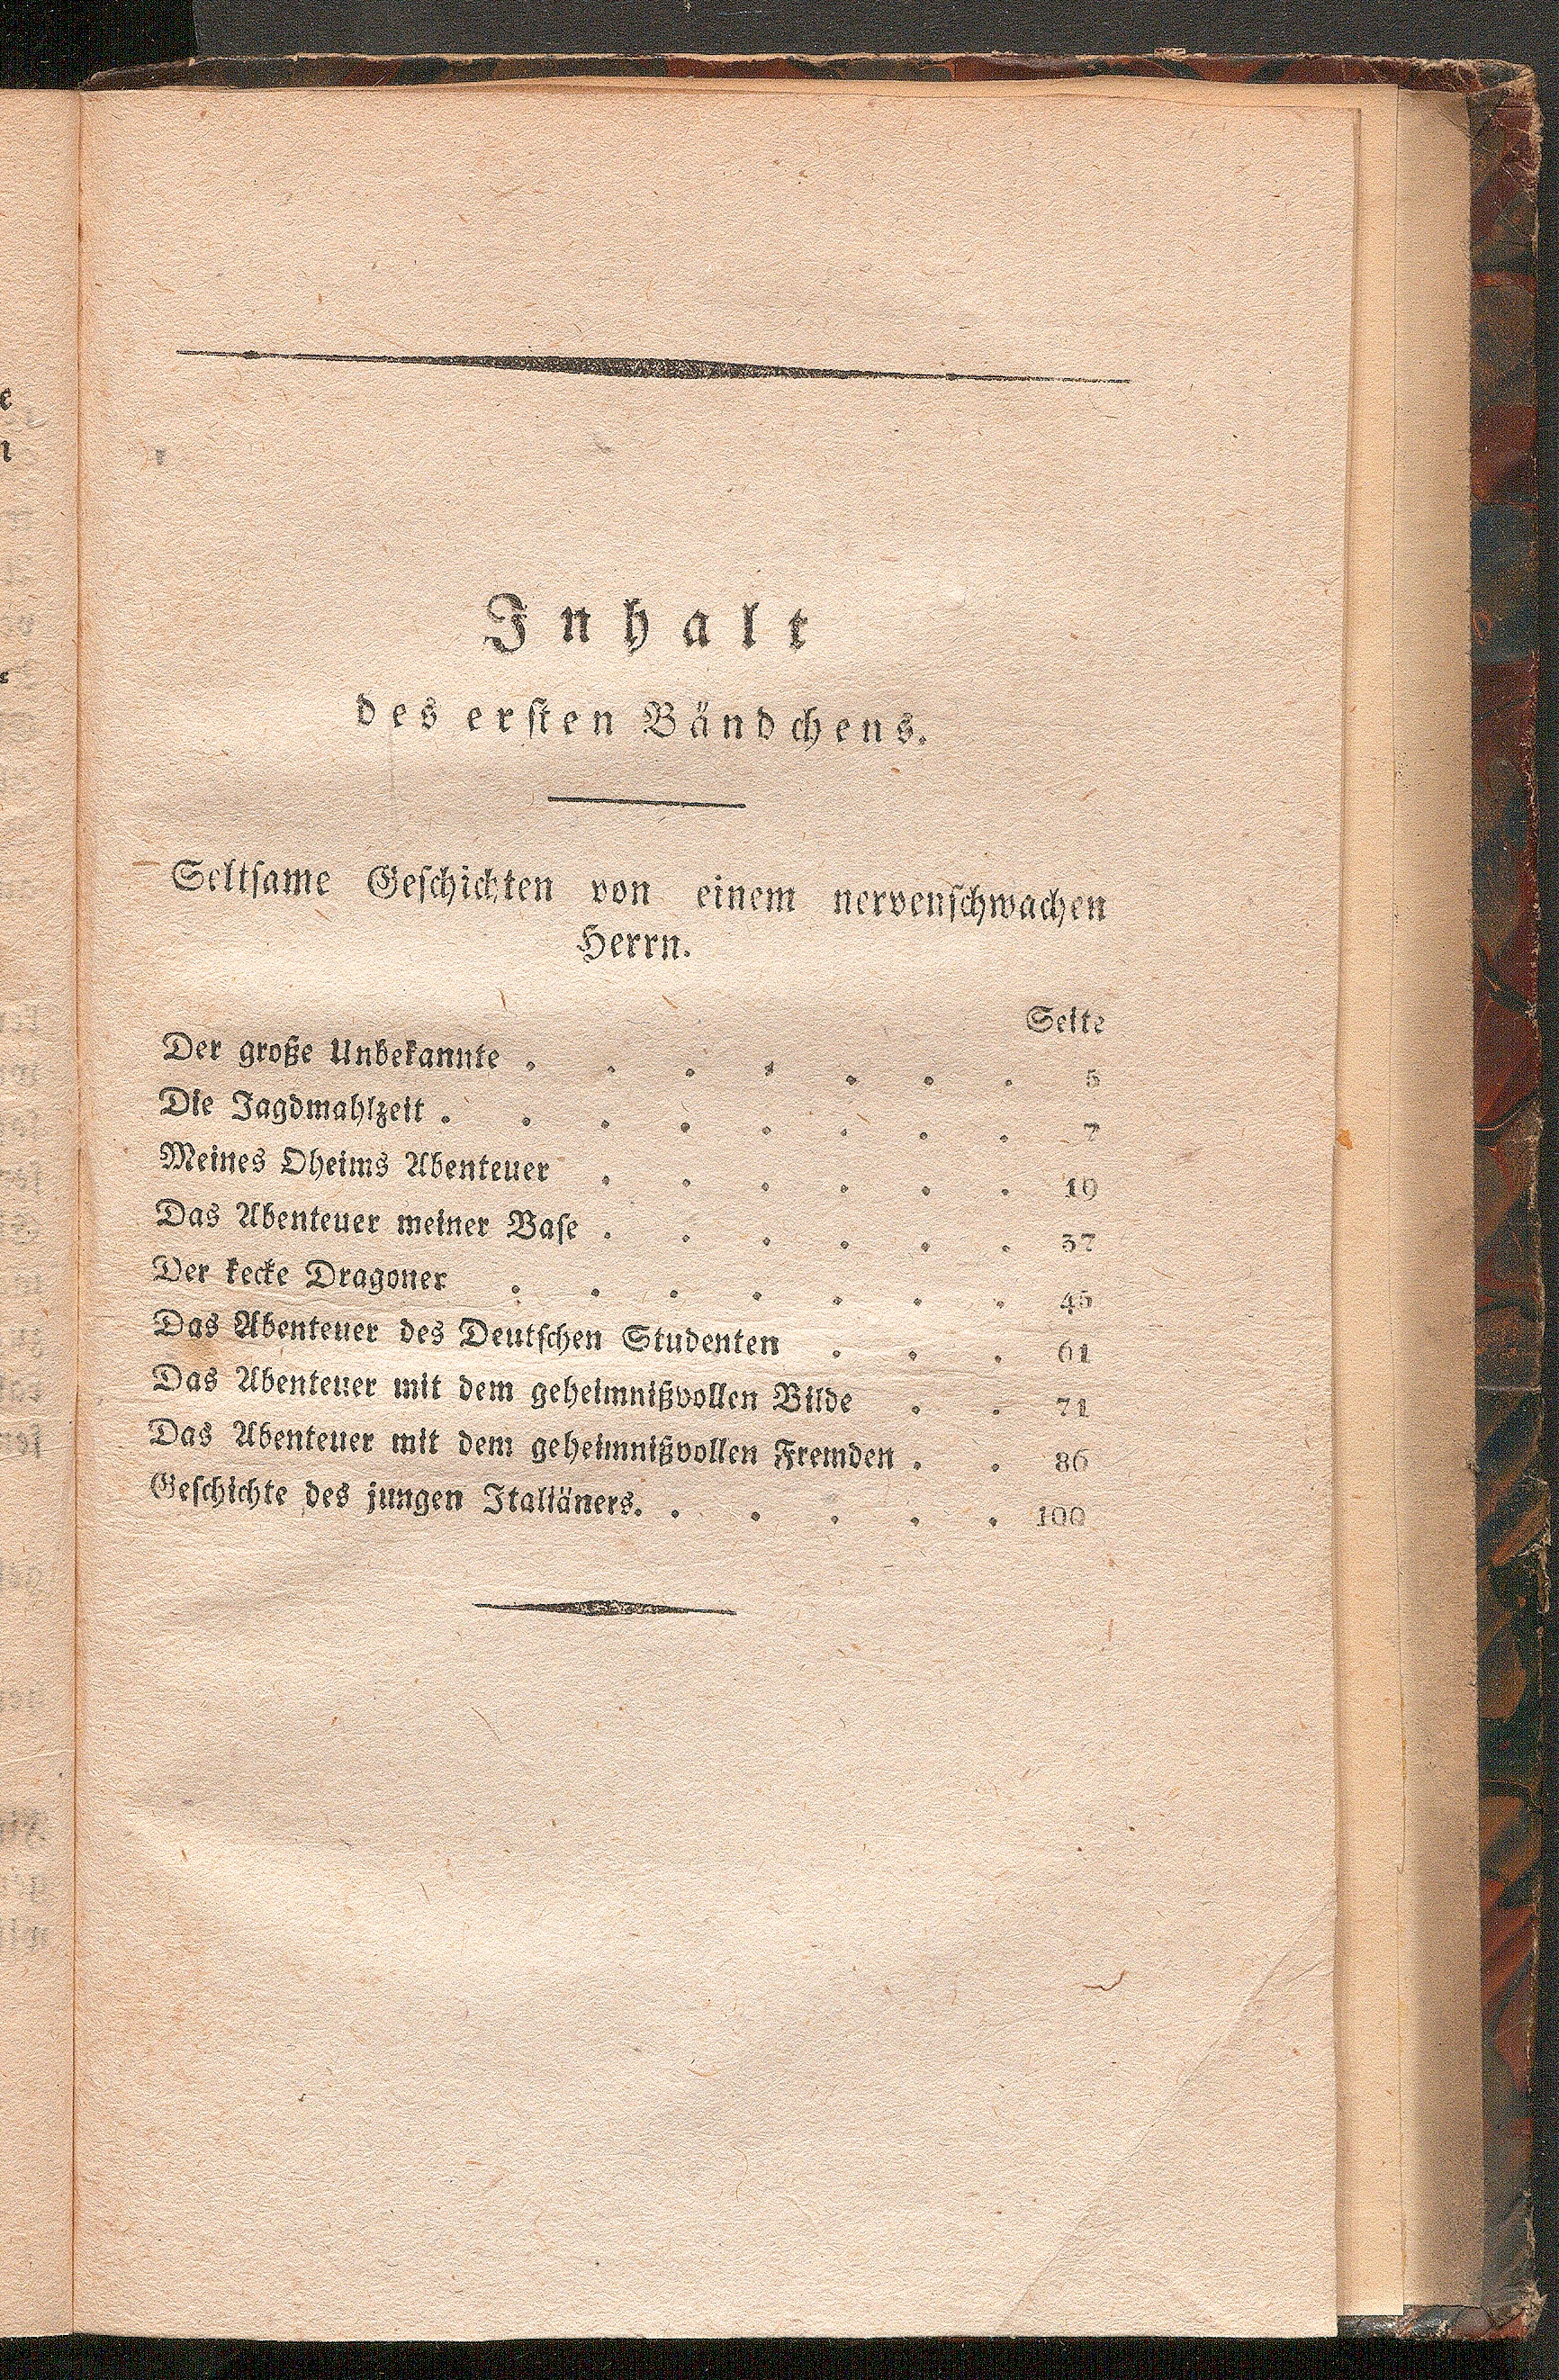 Inhalt
des ersten Bändchens.
Seltsame Geschichten von einem nervenschwachen
Herrn.
Seite
Der große Unbekannte . . . . . . . 5
Die Jagdmahlzeit . . . . . . . . 7
Meines Oheims Abenteuer . . . . . . 19
Das Abenteuer meiner Base . . . . . . 37
Der kecke Dragoner . . . . . . . 45
Das Abenteuer des Deutschen Studenten . . . 61
Das Abenteuer mit dem geheimnißvollen Bilde . . 71
Das Abenteuer mit dem geheimnißvollen Fremden . . 86
Geschichte des jungen Italiäners. . . . . . 100